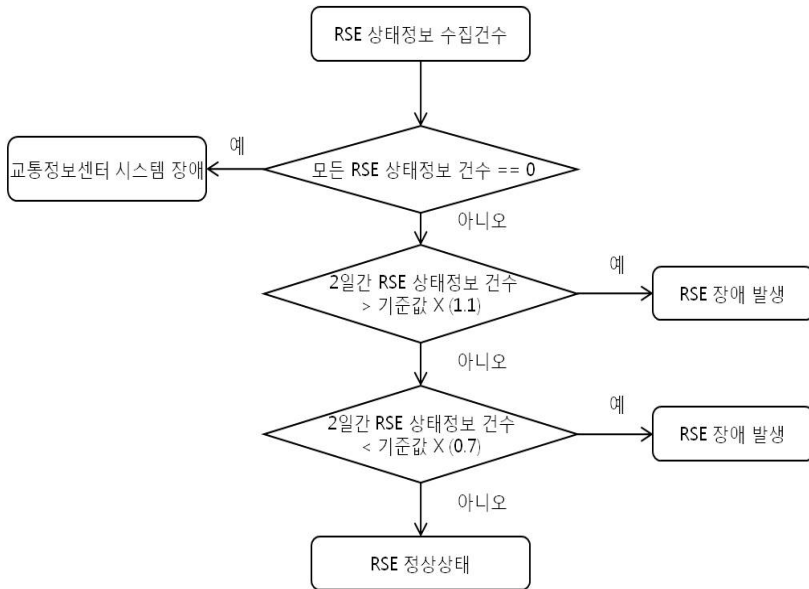 RSE 상태정보 수집건수
예
교통정보센터 시스템 장애
모든 RSE 상태정보 건수 == 0
아니오
2일간 RSE 상태정보 건수
> 기준값 X (1.1)
예
RSE 장애 발생
아니오
2일간 RSE 상태정보 건수
< 기준값 X (0.7)
예
RSE 장애 발생
아니오
RSE 정상상태